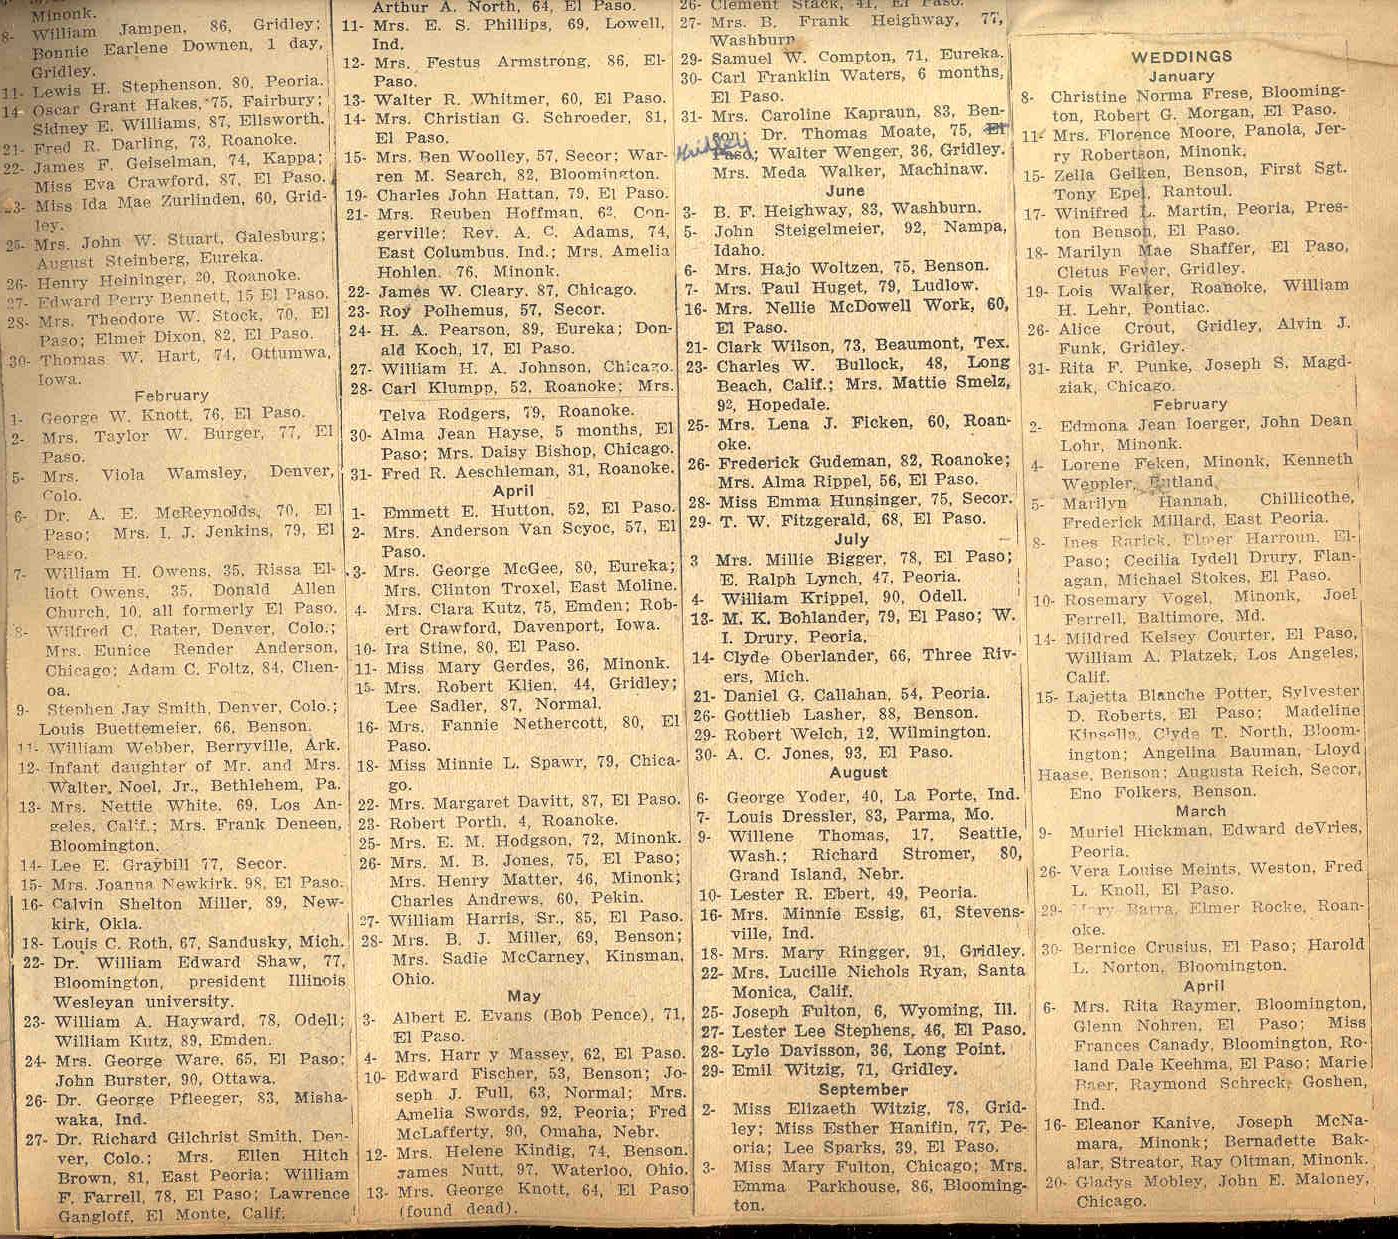 Minonk.
8- William Jampen, 86, Gridley;
Bonnie Earlene Downen, 1 day,
Gridley.
11- Lewis H. Stephenson, 80, Peoria.
14- Oscar Grant Hakes, 75, Fairbury;
Sidney E. Williams, 87, Ellsworth.
21- Fred R. Darling, 73, Roanoke.
22- James F. Geiselman, 74, Kappa;
Miss Eva Crawford, 87, El Paso.
23- Miss Ida Mae Zurlinden, 60, Grid-
ley.
25- Mrs. John W. Stuart, Galesburg;
August Steinberg, Eureka.
26- Henry Heininger, 20, Roanoke.
27- Edward Perry Bennett, 15 El Paso.
28- Mrs. Theodore W. Stock, 70, El
Paso; Elmer Dixon, 82, El Paso.
30- Thomas W. Hart, 74, Ottumwa,
Iowa.
February
1- George W. Knott, 76, El Paso.
2- Mrs. Taylor W. Burger, 77, El
Paso.
5- Mrs. Viola Wamsley, Denver,
Colo.
6- Dr. A. E. McReynolds, 70, El
Paso; Mrs. I. J. Jenkins, 79, El
Paso.
7- William H. Owens, 35, Rissa El-
liott Owens, 35, Donald Allen
Church, 10, all formerly El Paso.
8- Wilfred C. Rater, Denver, Colo.;
Mrs. Eunice Render Anderson,
Chicago; Adam C. Foltz, 84, Chen-
oa.
9- Stephen Jay Smith, Denver, Colo.;
Louis Buettemeier, 66, Benson.
11- William Webber, Berryville, Ark.
12- Infant daughter of Mr. and Mrs.
Walter, Noel, Jr., Bethlehem, Pa.
13- Mrs. Nettie White, 69, Los An-
geles, Calif.; Mrs. Frank Deneen,
Bloomington.
14- Lee E. Graybill 77, Secor.
15- Mrs. Joanna Newkirk, 98, El Paso.
16- Calvin Shelton Miller, 89, New-
kirk, Okla.
18- Louis C. Roth, 67, Sandusky, Mich.
22- Dr. William Edward Shaw, 77,
Bloomington, president Illinois
Wesleyan university.
23- William A. Hayward, 78, Odell;
William Kutz, 89, Emden.
24- Mrs. George Ware, 65, El Paso;
John Burster, 90, Ottawa.
26- Dr. George Pfleeger, 83, Misha-
waka, Ind.
27- Dr. Richard Gilchrist Smith, Den-
ver, Colo.; Mrs. Ellen Hitch
Brown, 81, East Peoria; William
F. Farrell, 78, El Paso; Lawrence
Gangloff, El Monte, Calif.
Arthur A. North, 64, El Paso.
11- Mrs. E. S. Phillips, 69, Lowell,
Ind.
12- Mrs. Festus Armstrong, 86, El-
Paso.
13- Walter R. Whitmer, 60, El Paso.
14- Mrs. Christian G. Schroeder, 81,
El Paso.
15- Mrs. Ben Woolley, 57, Secor; War-
ren M. Search, 82, Bloomington.
19- Charles John Hattan, 79, El Paso.
21- Mrs. Reuben Hoffman, 62, Con-
gerville; Rev. A. C. Adams, 74,
East Columbus, Ind.; Mrs. Amelia
Hohlen, 76, Minonk.
22- James W. Cleary, 87, Chicago.
23- Roy Polhemus, 57, Secor.
24- H. A. Pearson, 89, Eureka; Don-
ald Koch, 17, El Paso.
27- William H. A. Johnson, Chicago.
28- Carl Klumpp, 52, Roanoke; Mrs.
Telva Rodgers, 79, Roanoke.
30- Alma Jean Hayse, 5 months, El
Paso; Mrs. Daisy Bishop, Chicago.
31- Fred R. Aeschleman, 31, Roanoke.
April
1- Emmett E. Hutton, 52, El Paso.
2- Mrs. Anderson Van Scyoc, 57, El
Paso.
3- Mrs. George McGee, 80, Eureka;
Mrs. Clinton Troxel, East Moline.
4- Mrs. Clara Kutz, 75, Emden; Rob-
ert Crawford, Davenport, Iowa.
10- Ira Stine, 80, El Paso.
11- Miss Mary Gerdes, 36, Minonk.
15- Mrs. Robert Klien, 44, Gridley;
Lee Sadler, 87, Normal.
16- Mrs. Fannie Nethercott, 80, El
Paso.
18- Miss Minnie L. Spawr, 79, Chica-
go.
22- Mrs. Margaret Davitt, 87, El Paso.
23- Robert Porth, 4, Roanoke.
25- Mrs. E. M. Hodgson, 72, Minonk.
26- Mrs. M. B. Jones, 75, El Paso;
Mrs. Henry Matter, 46, Minonk;
Charles Andrews, 60, Pekin.
27- William Harris, Sr., 85, El Paso.
28- Mrs. B. J. Miller, 69, Benson;
Mrs. Sadie McCarney, Kinsman,
Ohio.
May
3- Albert E. Evans (Bob Pence), 71,
El Paso.
4- Mrs. Harr y Massey, 62, El Paso.
10- Edward Fischer, 53, Benson; Jo-
seph J. Full, 63, Normal; Mrs.
Amelia Swords, 92, Peoria; Fred
McLafferty, 90, Omaha, Nebr.
12- Mrs. Helene Kindig, 74, Benson.
James Nutt, 97, Waterloo, Ohio.
13- Mrs. George Knott, 64, El Paso
(found dead).
26- Clement Stack, 41, El Paso.
27- Mrs. B. Frank Heighway, 77,
Washburn
29- Samuel W. Compton, 71, Eureka.
30- Carl Franklin Waters, 6 months,
El Paso.
31- Mrs. Caroline Kapraun, 83, Ben-
son; Dr. Thomas Moate, 75, El
Gridley Paso; Walter Wenger, 36, Gridley.
Mrs. Meda Walker, Machinaw.
June
3- B. F. Heighway, 83, Washburn.
5- John Steigelmeier, 92, Nampa,
Idaho.
6- Mrs. Hajo Woltzen, 75, Benson.
7- Mrs. Paul Huget, 79, Ludlow.
16- Mrs. Nellie McDowell Work, 60,
El Paso.
21- Clark Wilson, 73, Beaumont, Tex.
23- Charles W. Bullock, 48, Long
Beach, Calif.; Mrs. Mattie Smelz,
92, Hopedale.
25- Mrs. Lena J. Ficken, 60, Roan-
oke.
26- Frederick Gudeman, 82, Roanoke;
Mrs. Alma Rippel, 56, El Paso.
28- Miss Emma Hunsinger, 75, Secor.
29- T. W. Fitzgerald, 68, El Paso.
July
3 Mrs. Millie Bigger, 78, El Paso;
E. Ralph Lynch, 47, Peoria.
4- William Krippel, 90, Odell.
13- M. K. Bohlander, 79, El Paso; W.
I. Drury, Peoria.
14- Clyde Oberlander, 66, Three Riv-
ers, Mich.
21- Daniel G. Callahan, 54, Peoria.
26- Gottlieb Lasher, 88, Benson.
29- Robert Welch, 12, Wilmington.
30- A. C. Jones, 93, El Paso.
August
6- George Yoder, 40, La Porte, Ind.
7- Louis Dressler, 83, Parma, Mo.
9- Willene Thomas, 17, Seattle,
Wash.; Richard Stromer, 80,
Grand Island, Nebr.
10- Lester R. Ebert, 49, Peoria.
16- Mrs. Minnie Essig, 61, Stevens-
ville, Ind.
18- Mrs. Mary Ringger, 91, Gridley.
22- Mrs. Lucille Nichols Ryan, Santa
Monica, Calif.
25- Joseph Fulton, 6, Wyoming, Ill.
27- Lester Lee Stephens, 46, El Paso.
28- Lyle Davisson, 36, Long Point.
29- Emil Witzig, 71, Gridley.
September
2- Miss Elizaeth Witzig, 78, Grid-
ley; Miss Esther Hanifin, 77, Pe-
oria; Lee Sparks, 39, El Paso.
3- Miss Mary Fulton, Chicago; Mrs.
Emma Parkhouse, 86, Blooming-
ton.
WEDDINGS
January
8- Christine Norma Frese, Blooming-
ton, Robert G. Morgan, El Paso.
11- Mrs. Florence Moore, Panola, Jer-
ry Robertson, Minonk.
15- Zella Geiken, Benson, First Sgt.
Tony Epel, Rantoul.
17- Winifred L. Martin, Peoria, Pres-
ton Benson, El Paso.
18- Marilyn Mae Shaffer, El Paso,
Cletus Fever, Gridley.
19- Lois Walker, Roanoke, William
H. Lehr, Pontiac.
26- Alice Crout, Gridley, Alvin J.
Funk, Gridley.
31- Rita F. Punke, Joseph S. Magd-
ziak, Chicago.
February
2- Edmona Jean Ioerger, John Dean
Lohr, Minonk.
4- Lorene Feken, Minonk, Kenneth
Weppler, Rutland.
5- Marilyn Hannah, Chillicothe,
Frederick Millard, East Peoria.
8- Ines Rarick, Elmer Harroun, El-
Paso; Cecilia Iydell Drury, Flan-
agan, Michael Stokes, El Paso.
10- Rosemary Vogel, Minonk, Joel
Ferrell, Baltimore, Md.
14- Mildred Kelsey Courter, El Paso,
William A. Platzek, Los Angeles,
Calif.
15- Lajetta Blanche Potter, Sylvester
D. Roberts, El Paso; Madeline
Kinsella, Clyde T. North, Bloom-
ington; Angelina Bauman, Lloyd
Haase, Benson; Augusta Reich, Secor,
Eno Folkers, Benson.
March
9- Muriel Hickman, Edward deVries,
Peoria.
26- Vera Louise Meints, Weston, Fred
L. Knoll, El Paso.
29- Mary Barra, Elmer Rocke, Roan-
oke.
30- Bernice Crusius, El Paso; Harold
L. Norton, Bloomington.
April
6- Mrs. Rita Raymer, Bloomington,
Glenn Nohren, El Paso; Miss
Frances Canady, Bloomington, Ro-
land Dale Keehma, El Paso; Marie
Baer, Raymond Schreck, Goshen,
Ind.
16- Eleanor Kanive, Joseph McNa-
mara, Minonk; Bernadette Bak-
alar, Streator, Ray Oltman, Minonk.
20- Gladys Mobley, John E. Maloney,
Chicago.